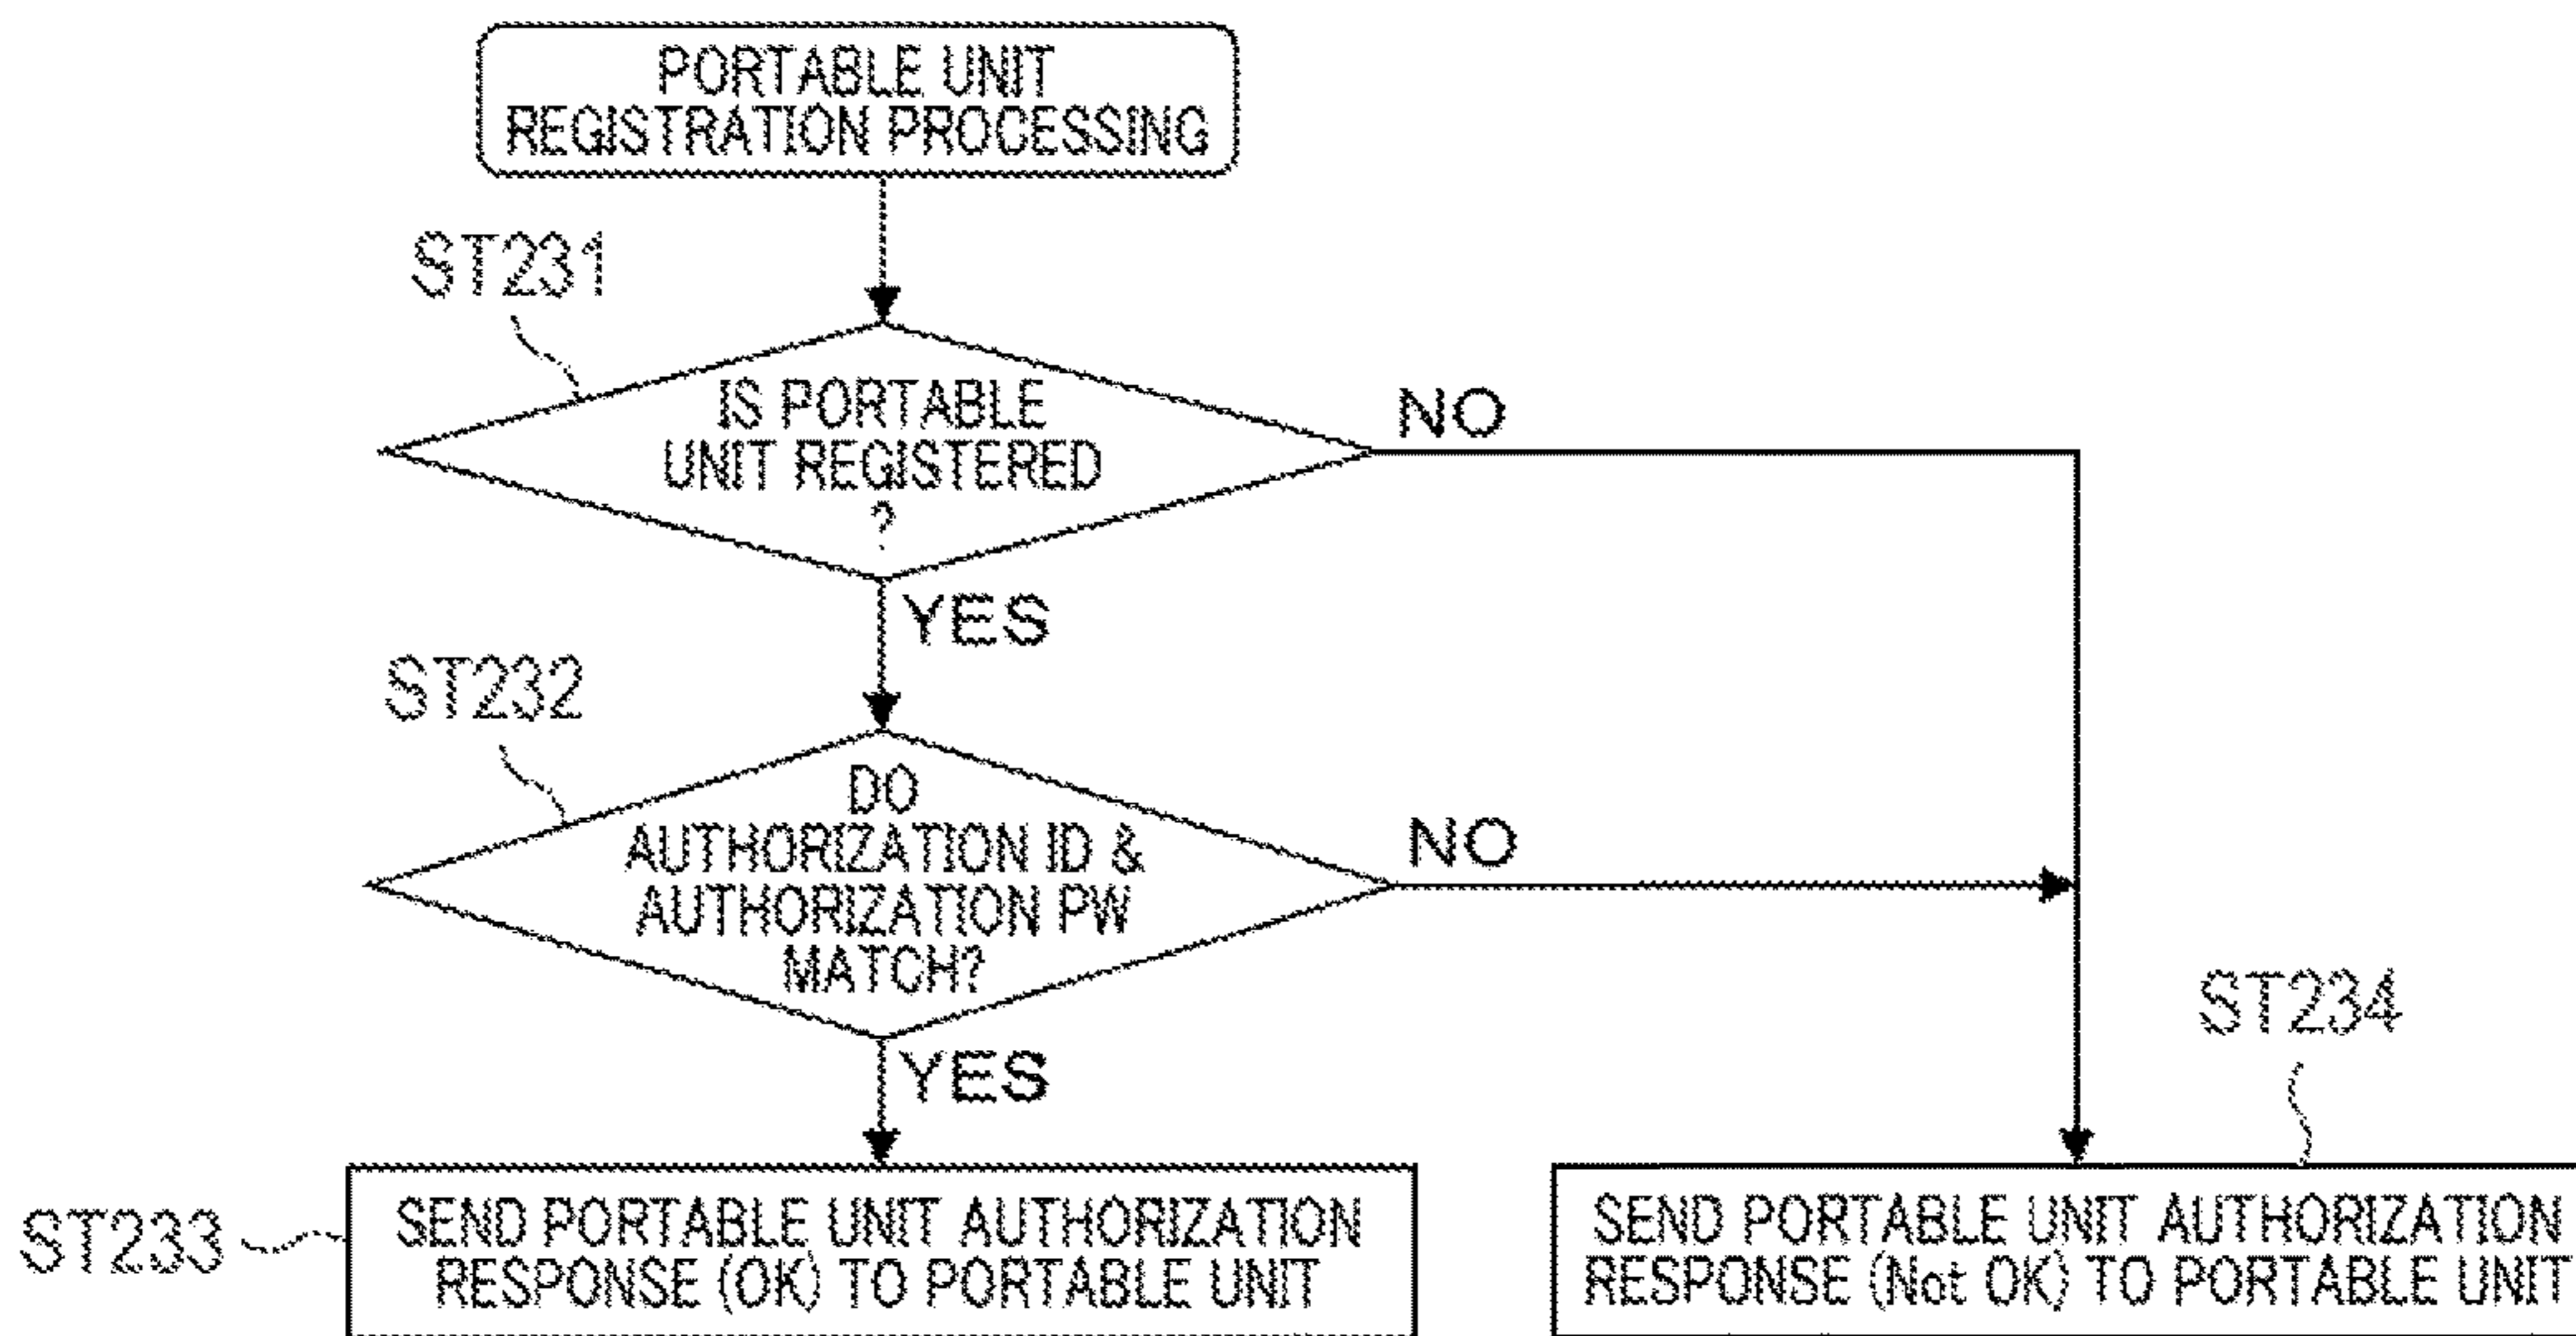 PORTABLE UNIT
REGISTRATION PROCESSING
ST231
IS PORTABLE
UNIT REGISTERED
?
NO
YES
ST232
DO
AUTHORIZATION ID &
AUTHORIZATION PW
MATCH?
NO
YES
ST233
SEND PORTABLE UNIT AUTHORIZATION
RESPONSE (OK) TO PORTABLE UNIT
ST234
SEND PORTABLE UNIT AUTHORIZATION
RESPONSE (Not OK) TO PORTABLE UNIT